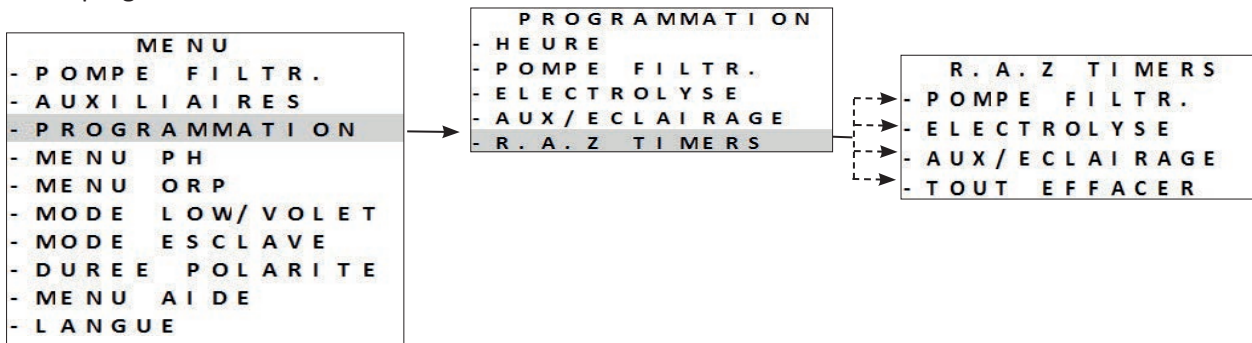 MENU
- POMPE FILTR.
- AUXILIAIRES
- PROGRAMMATION
- MENU PH
- MENU ORP
- MODE LOW/VOLET
- MODE ESCLAVE
- DUREE POLARITE
- MENU AIDE
- LANGUE
PROGRAMMATION
- HEURE
- POMPE FILTR.
- ELECTROLYSE
- AUX/ECLAIRAGE
- R.A.Z TIMERS
R.A.Z TIMERS
- POMPE FILTR.
- ELECTROLYSE
- AUX/ECLAIRAGE
- TOUT EFFACER